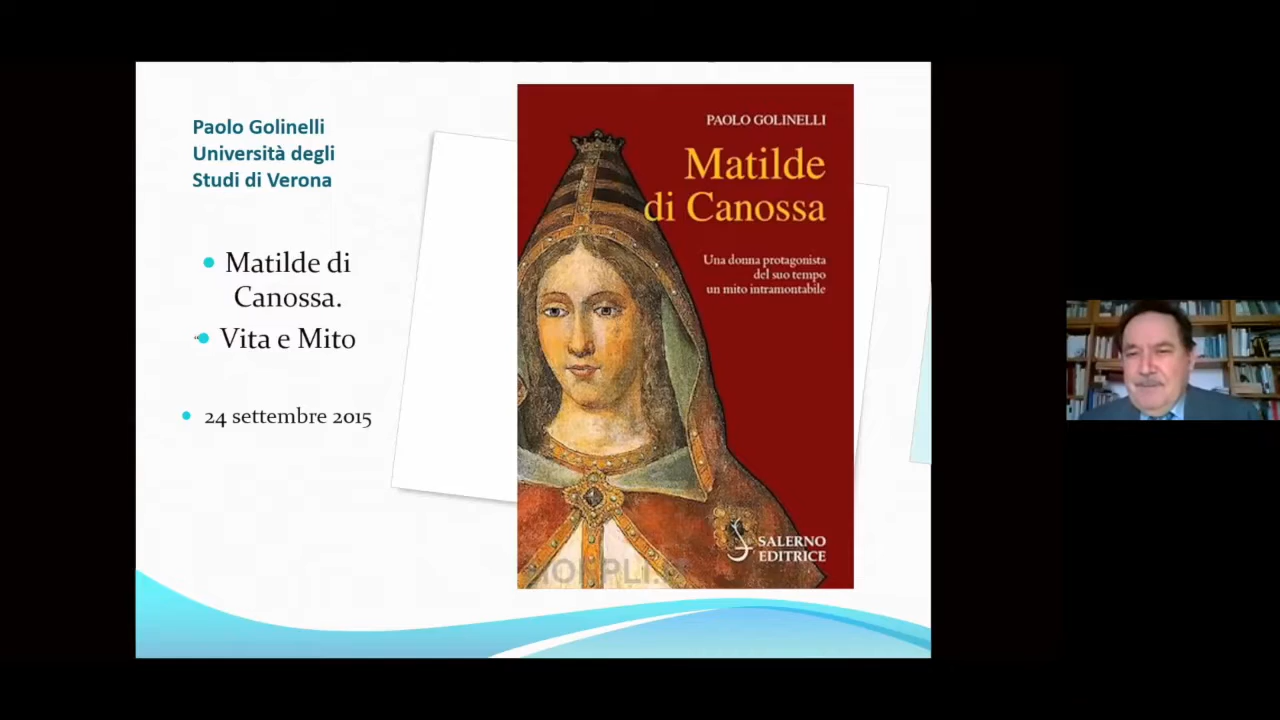 Paolo Golinelli
Università degli
Studi di Verona
Matilde di
Canossa.
Vita e Mito
24 settembre 2015
PAOLO GOLINELLI
Matilde
di Canossa
Una donna protagonista
del suo tempo
un mito intramontabile
SALERNO
EDITRICE